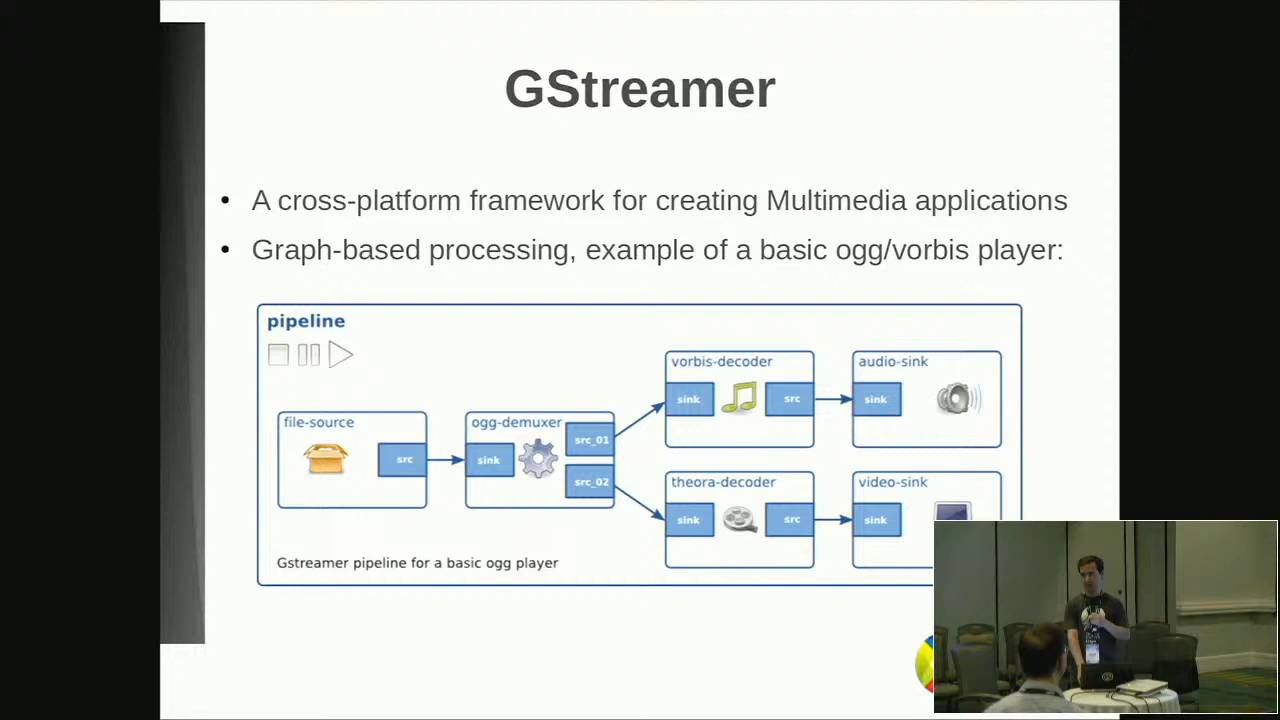 GStreamer
• A cross-platform framework for creating Multimedia applications
• Graph-based processing, example of a basic ogg/vorbis player:
pipeline
vorbis-decoder
audio-sink
sink
src
sink
file-source
ogg-demuxer
src_01
src
sink
src_02
theora-decoder
video-sink
sink
src
sink
Gstreamer pipeline for a basic ogg player